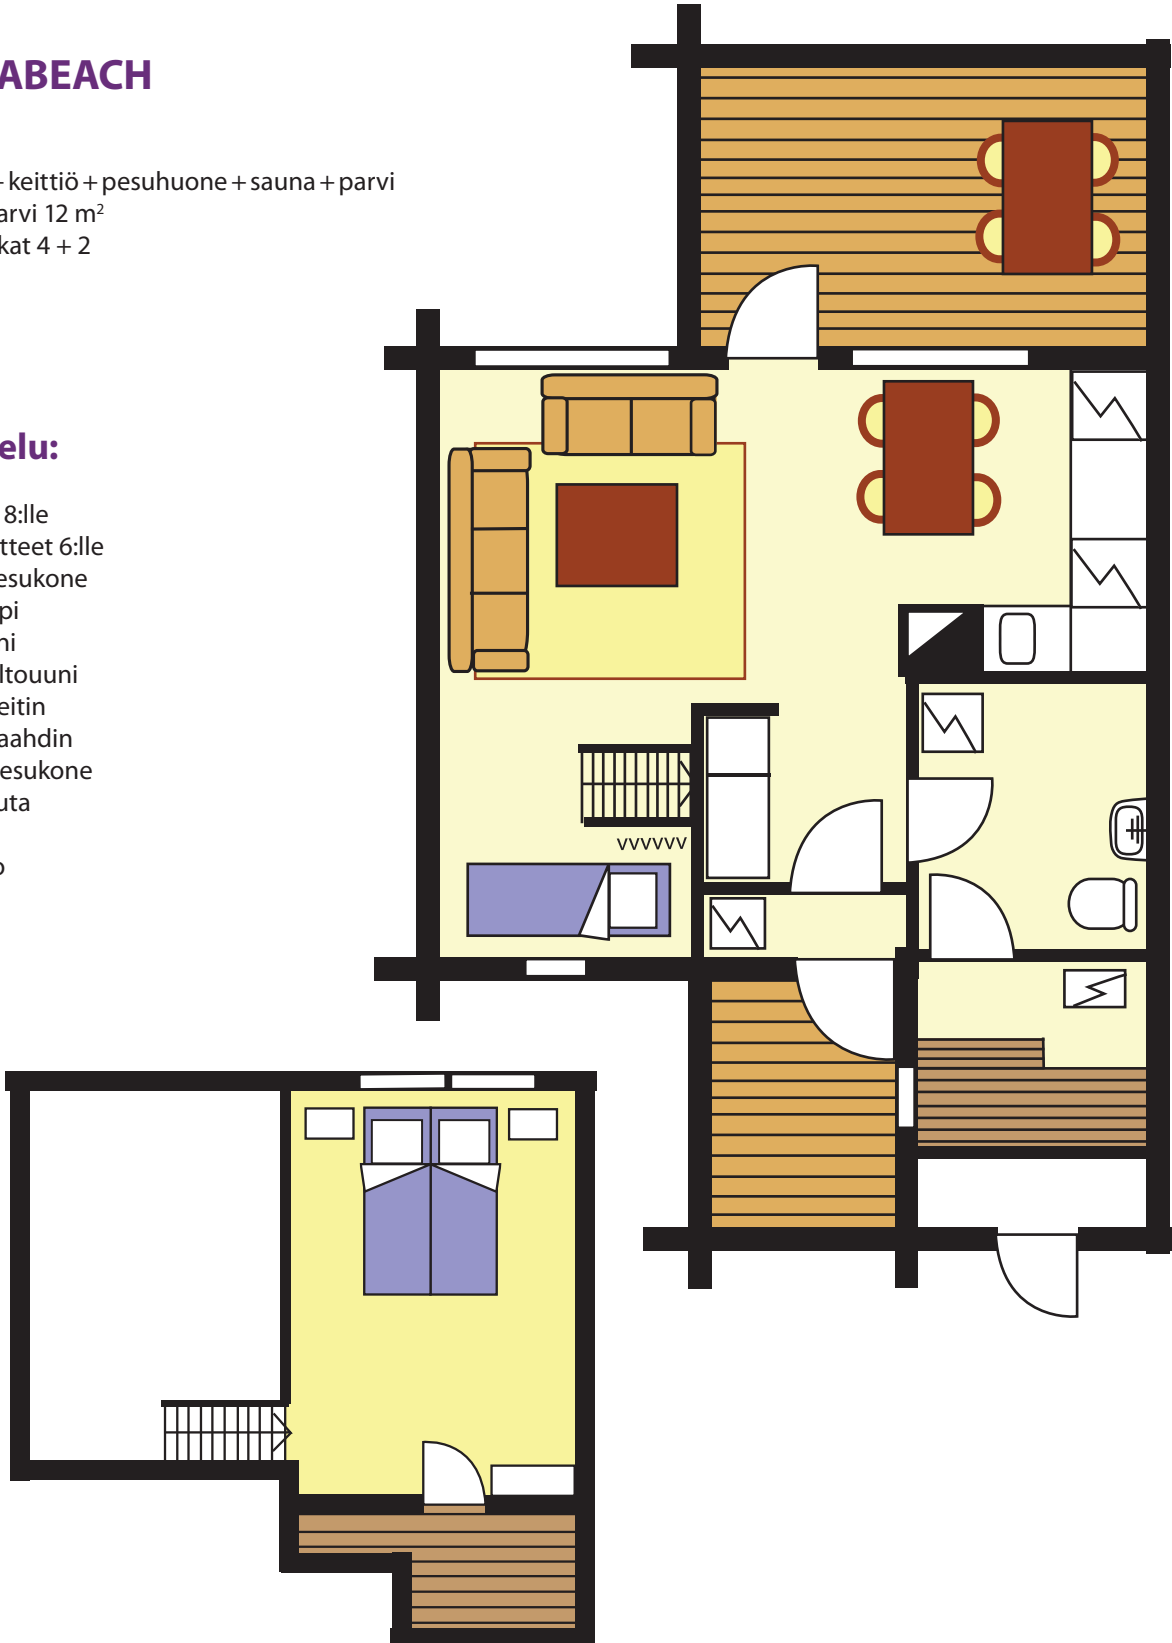 ABEACH
+ keittiö + pesuhuone + sauna + parvi
arvi 12 m²
kat 4 + 2
elu:
8:lle
tteet 6:lle
esukone
pi
ni
ltouuni
eitin
aahdin
esukone
uta
o
vvvvvv